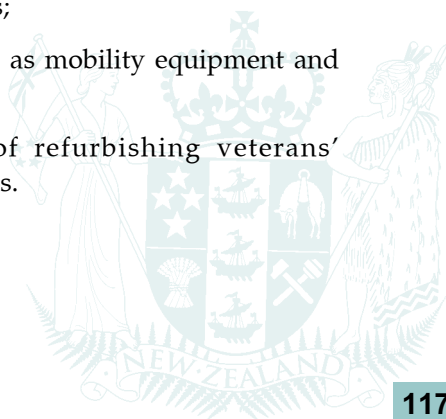 s;
as mobility equipment and
of refurbishing veterans’
s.
NEW·ZEALAND
117